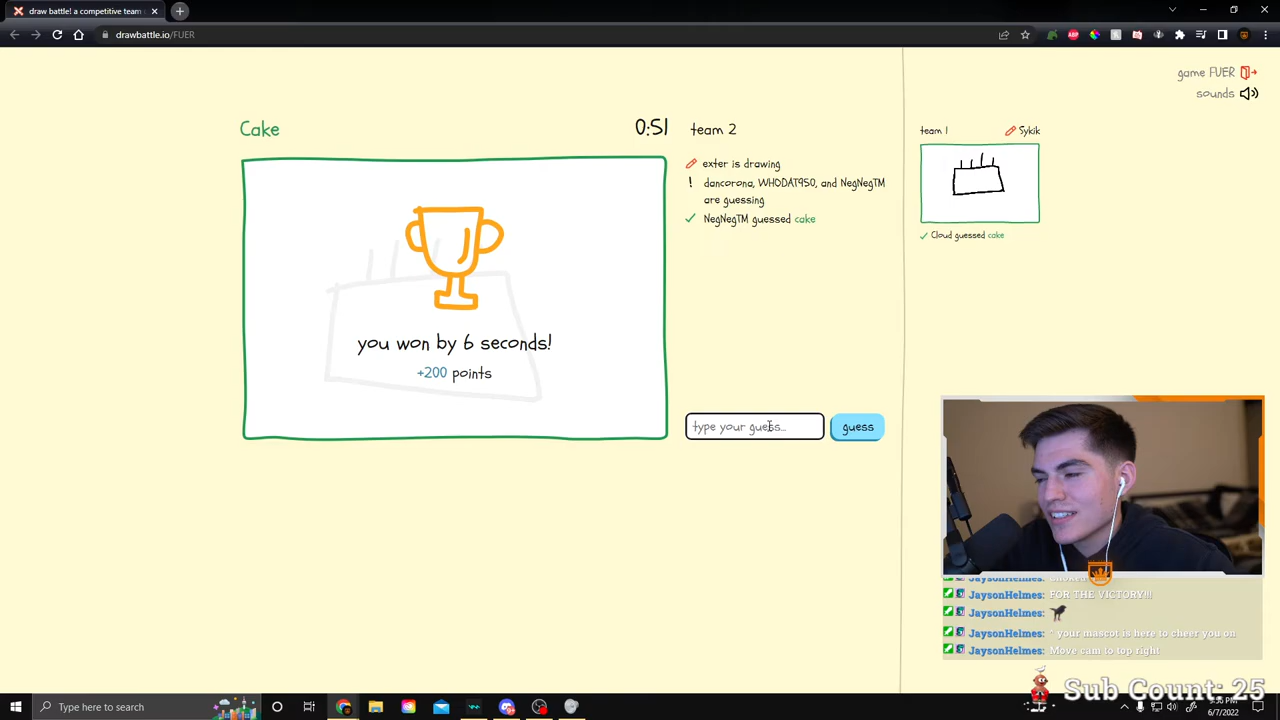 draw battle! a competitive team
drawbattle.io/FUER
game FUER
sounds
Cake
0:51
team 2
exter is drawing
! dancorona, WHODAT950, and NegNegTM
are guessing
NegNegTM guessed cake
you won by 6 seconds!
+200 points
type your guess...
guess
team 1
Sykik
Cloud guessed cake
JaysonHelmes: FOR THE VICTORY!!!
JaysonHelmes:
JaysonHelmes: ^ your mascot is here to cheer you on
JaysonHelmes: Move cam to top right
Sub Count: 25
Type here to search
6/7/2022